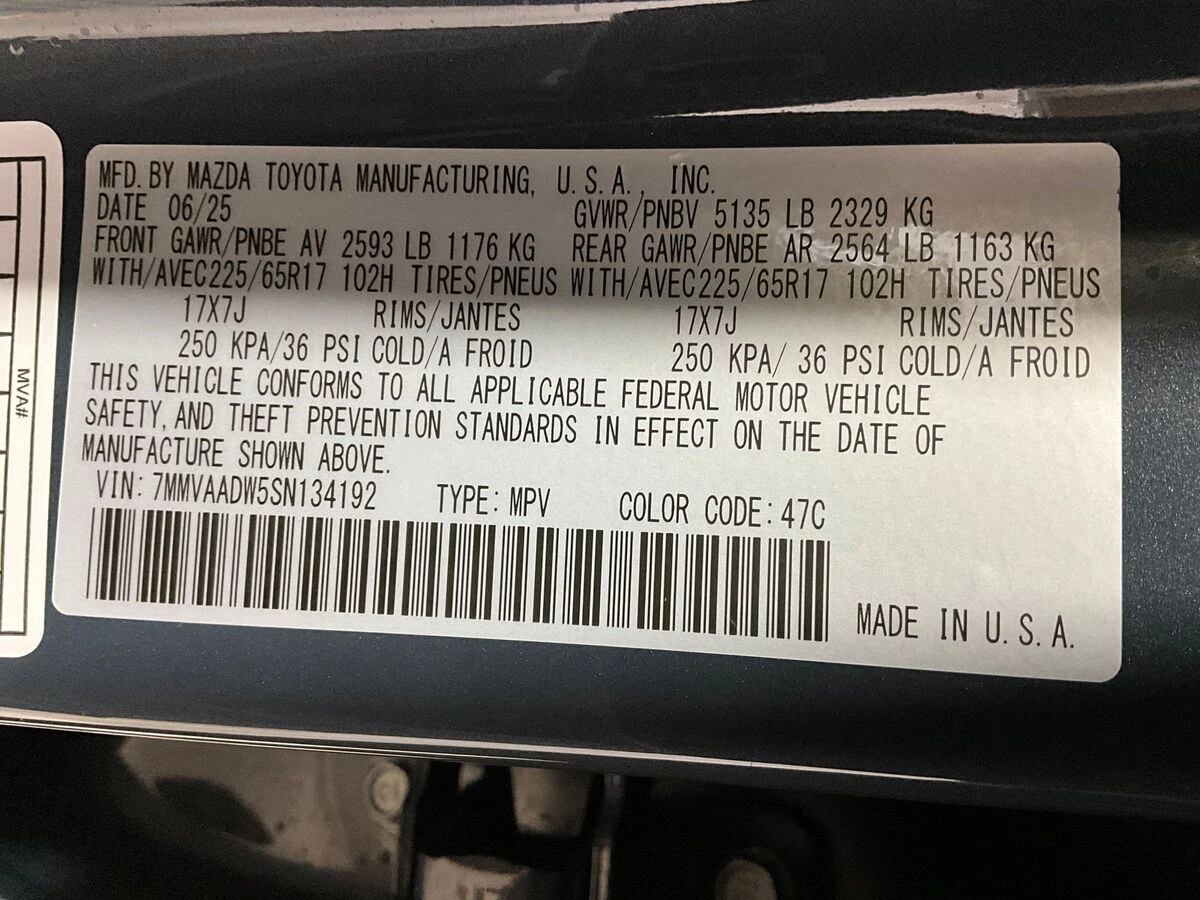 MFD. BY MAZDA TOYOTA MANUFACTURING, U.S.A., INC.
DATE 06/25 GVWR/PNBV 5135 LB 2329 KG
FRONT GAWR/PNBE AV 2593 LB 1176 KG REAR GAWR/PNBE AR 2564 LB 1163 KG
WITH/AVEC225/65R17 102H TIRES/PNEUS WITH/AVEC225/65R17 102H TIRES/PNEUS
17X7J RIMS/JANTES 17X7J RIMS/JANTES
250 KPA/36 PSI COLD/A FROID 250 KPA/ 36 PSI COLD/A FROID
THIS VEHICLE CONFORMS TO ALL APPLICABLE FEDERAL MOTOR VEHICLE
SAFETY, AND THEFT PREVENTION STANDARDS IN EFFECT ON THE DATE OF
MANUFACTURE SHOWN ABOVE.
VIN: 7MMVAADW5SN134192 TYPE: MPV COLOR CODE: 47C
MADE IN U.S.A.
MVA#